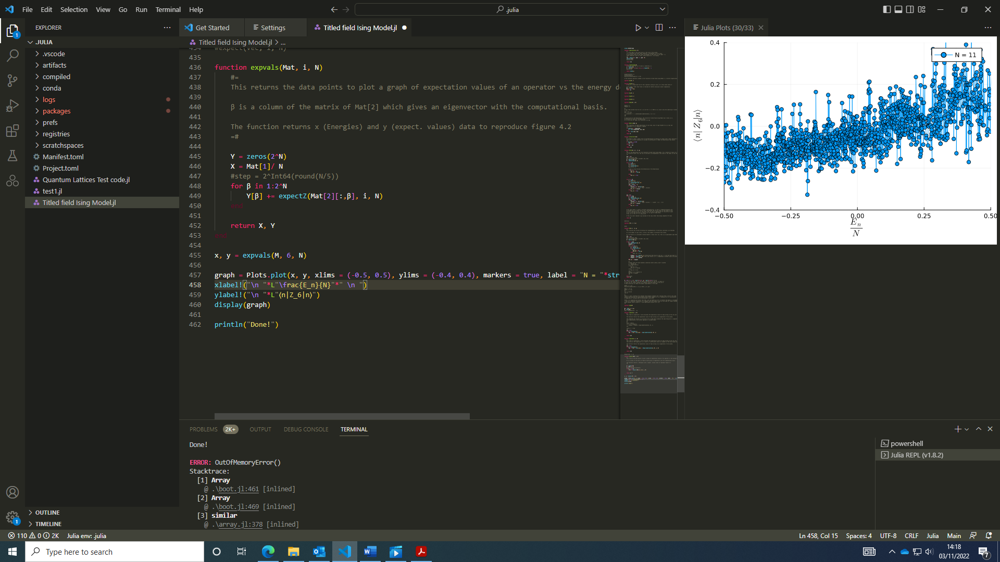 File Edit Selection View Go Run Terminal Help
.julia
EXPLORER
JULIA
.vscode
artifacts
compiled
conda
logs
packages
prefs
registries
scratchspaces
Manifest.toml
Project.toml
Quantum Lattices Test code.jl
test1.jl
Titled field Ising Model.jl
OUTLINE
TIMELINE
Get Started Settings Titled field Ising Model.jl
Titled field Ising Model.jl > ...
434 #expect(vec, i, N)
435
436 function expvals(Mat, i, N)
437 #=
438 This returns the data points to plot a graph of expectation values of an operator vs the energy d
439
440 β is a column of the matrix of Mat[2] which gives an eigenvector with the computational basis.
441
442 The function returns x (Energies) and y (expect. values) data to reproduce figure 4.2
443 =#
444
445 Y = zeros(2^N)
446 X = Mat[1]/ N
447 #step = 2^Int64(round(N/5))
448 for β in 1:2^N
449 Y[β] += expectZ(Mat[2][:,β], i, N)
450 end
451
452 return X, Y
453 end
454
455 x, y = expvals(M, 6, N)
456
457 graph = Plots.plot(x, y, xlims = (-0.5, 0.5), ylims = (-0.4, 0.4), markers = true, label = "N = "*str
458 xlabel!("\n "*L"\frac{E_n}{N}"*" \n ")
459 ylabel!("\n "*L"⟨n|Z_6|n⟩")
460 display(graph)
461
462 println("Done!")
Julia Plots (30/33)
N = 11
0.4
0.2
0.0
−0.2
−0.4
−0.50 −0.25 0.00 0.25 0.50
⟨n|Z₆|n⟩
E_n
N
PROBLEMS 2K+ OUTPUT DEBUG CONSOLE TERMINAL
Done!
ERROR: OutOfMemoryError()
Stacktrace:
[1] Array
@ .\boot.jl:461 [inlined]
[2] Array
@ .\boot.jl:469 [inlined]
[3] similar
@ .\array.jl:378 [inlined]
powershell
Julia REPL (v1.8.2)
110 0 2K Julia env: .julia
Ln 458, Col 15 Spaces: 4 UTF-8 CRLF Julia Main
Type here to search
14:18
03/11/2022
7
1
1